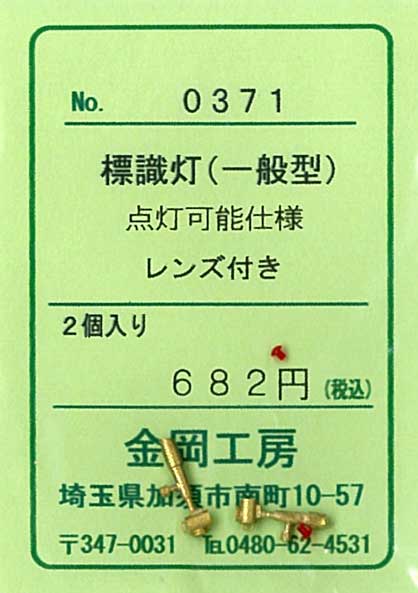 No. 0371
標識灯(一般型)
点灯可能仕様
レンズ付き
2個入り
682円(税込)
金岡工房
埼玉県加須市南町10-57
〒347-0031 TEL0480-62-4531